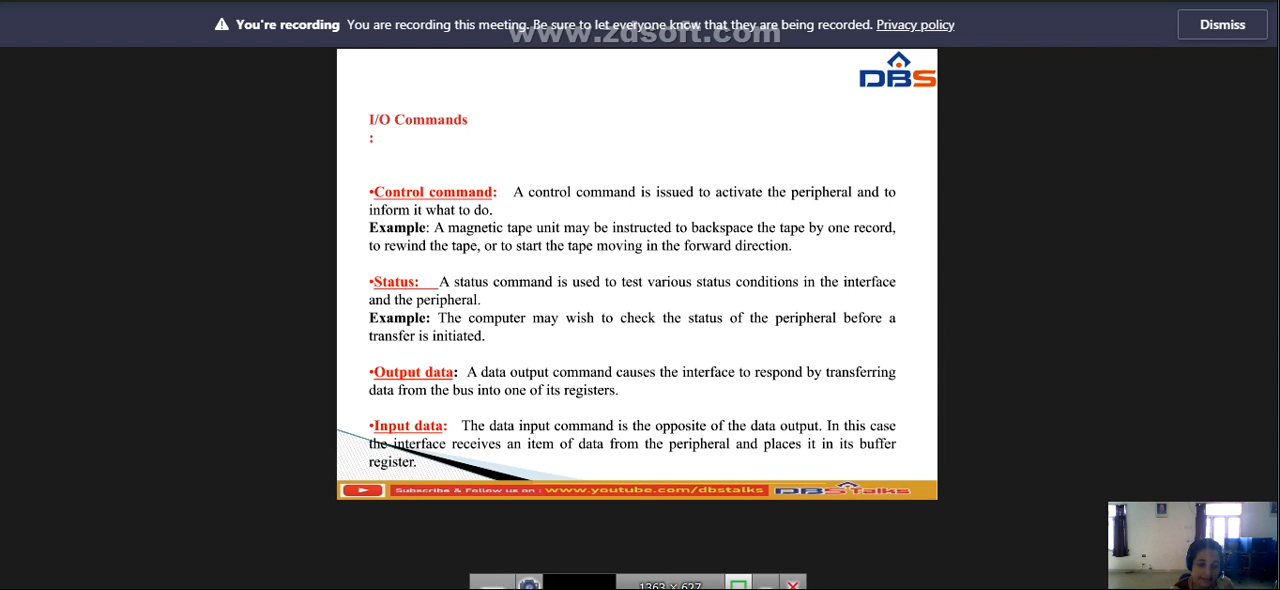 You're recording You are recording this meeting. Be sure to let everyone know that they are being recorded. Privacy policy
Dismiss
www.zdsoft.com
DBS
I/O Commands
:
•Control command: A control command is issued to activate the peripheral and to
inform it what to do.
Example: A magnetic tape unit may be instructed to backspace the tape by one record,
to rewind the tape, or to start the tape moving in the forward direction.
•Status: A status command is used to test various status conditions in the interface
and the peripheral.
Example: The computer may wish to check the status of the peripheral before a
transfer is initiated.
•Output data: A data output command causes the interface to respond by transferring
data from the bus into one of its registers.
•Input data: The data input command is the opposite of the data output. In this case
the interface receives an item of data from the peripheral and places it in its buffer
register.
Subscribe & Follow us on : www.youtube.com/dbstalks DBS Talks
1363 x 627